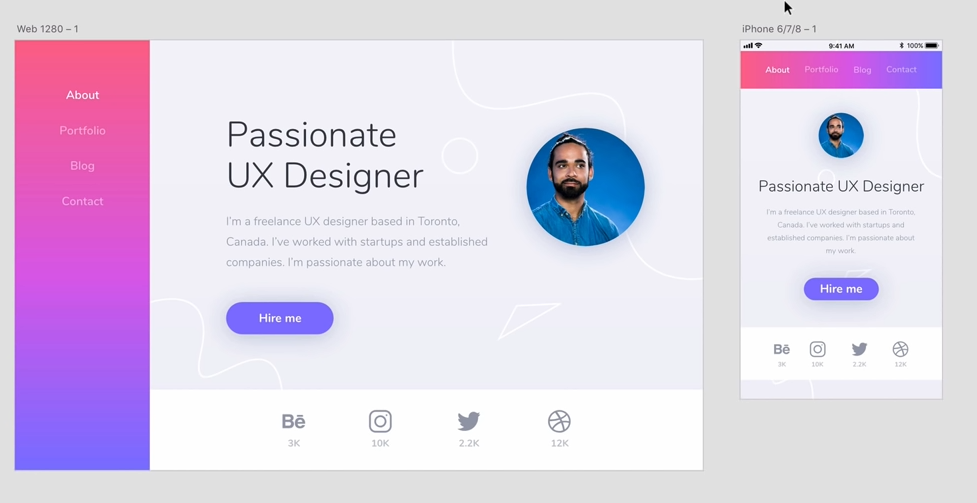 Web 1280 – 1
About
Portfolio
Blog
Contact
Passionate
UX Designer
I'm a freelance UX designer based in Toronto,
Canada. I've worked with startups and established
companies. I'm passionate about my work.
Hire me
Bē
3K 10K 2.2K 12K
iPhone 6/7/8 – 1
9:41 AM 100%
About Portfolio Blog Contact
Passionate UX Designer
I'm a freelance UX designer based in Toronto,
Canada. I've worked with startups and
established companies. I'm passionate about
my work.
Hire me
Bē
3K 10K 2.2K 12K